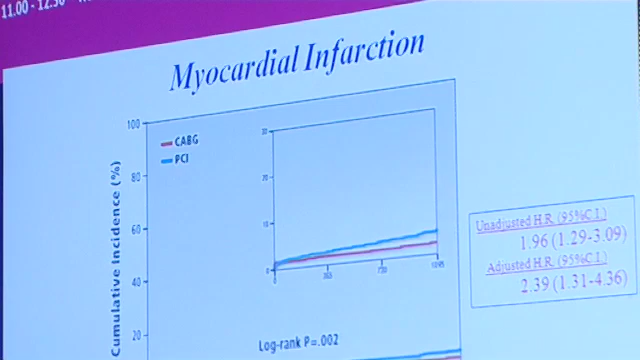 11.00 - 12.30
Myocardial Infarction
100
80
60
40
20
Cumulative Incidence (%)
CABG
PCI
30
20
10
0
0
365
730
1095
Log-rank P=.002
Unadjusted H.R. (95%C.I.)
1.96 (1.29-3.09)
Adjusted H.R. (95%C.I.)
2.39 (1.31-4.36)